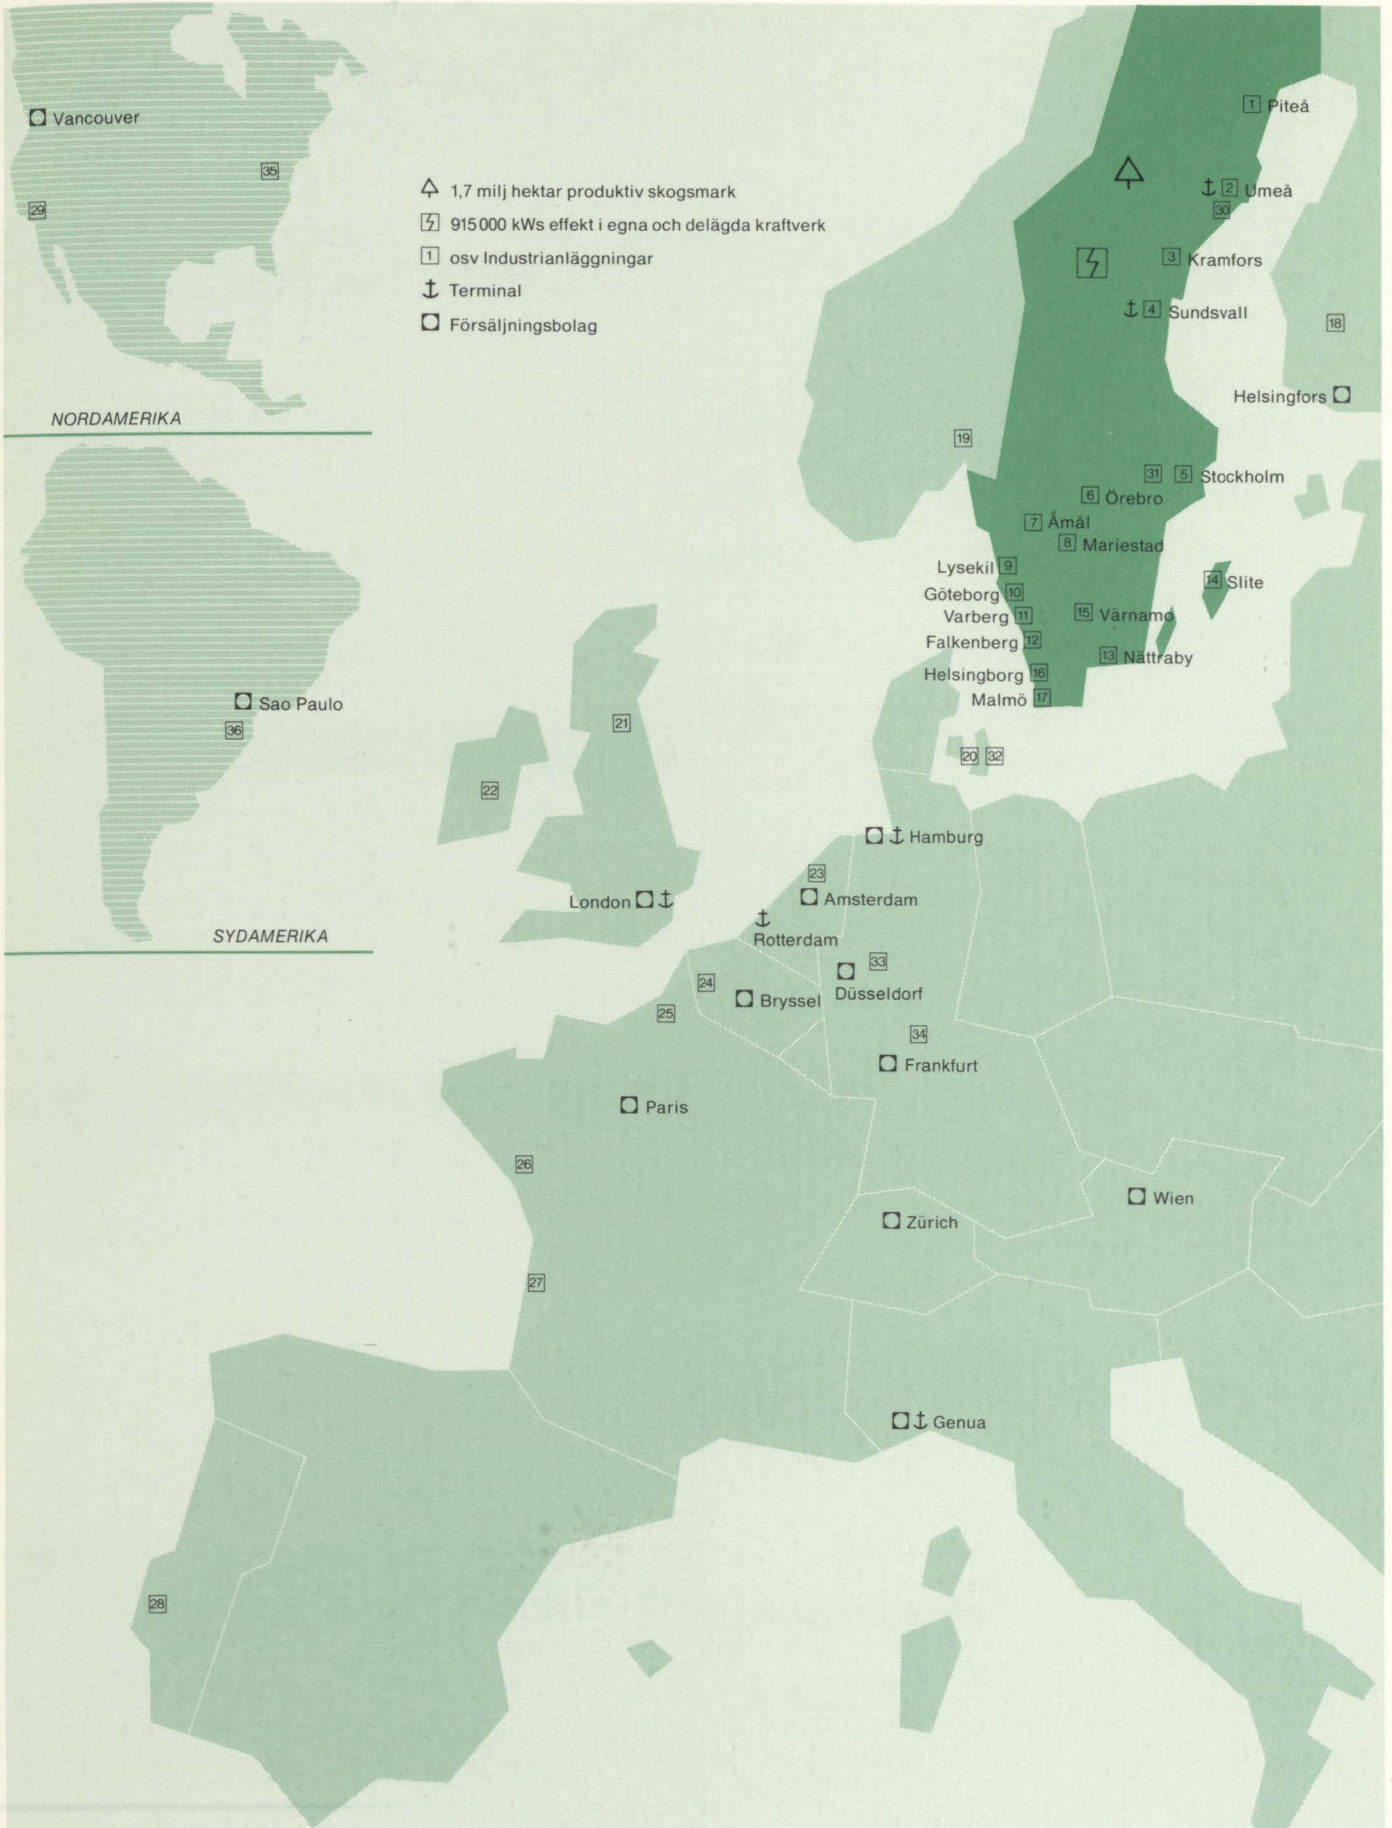 Vancouver
35
29
NORDAMERIKA
1,7 milj hektar produktiv skogsmark
915000 kWs effekt i egna och delägda kraftverk
1 osv Industrianläggningar
Terminal
Försäljningsbolag
1 Piteå
2 Umeå
30
3 Kramfors
4 Sundsvall
18
Helsingfors
19
31
5 Stockholm
6 Örebro
7 Åmål
8 Mariestad
Lysekil 9
14 Slite
Göteborg 10
Varberg 11
15 Värnamo
Falkenberg 12
13 Nättraby
Helsingborg 16
Malmö 17
20
32
Sao Paulo
36
SYDAMERIKA
21
22
Hamburg
23
London
Amsterdam
Rotterdam
33
24
Düsseldorf
Bryssel
25
34
Frankfurt
Paris
26
Wien
Zürich
27
Genua
28